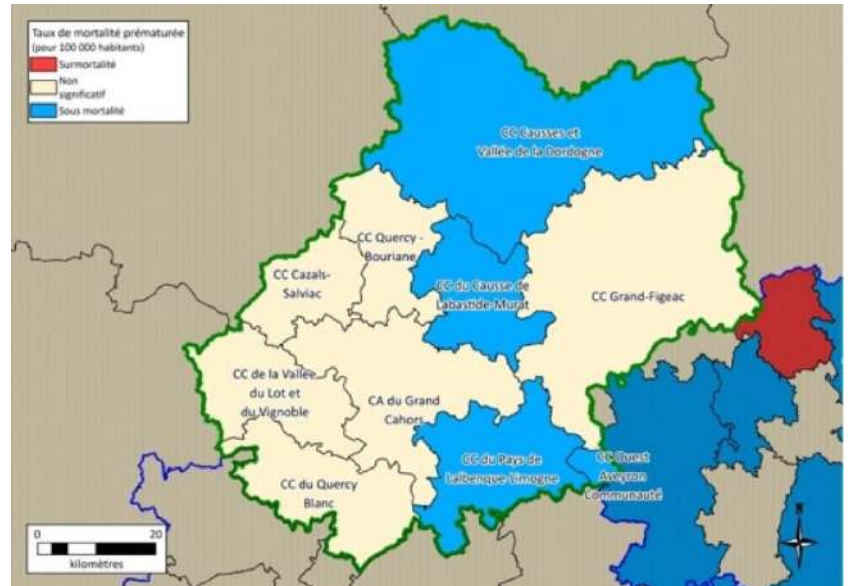 Taux de mortalité prématurée
(pour 100 000 habitants)
Surmortalité
Non
significatif
Sous mortalité
CC Causses et
Vallée de la Dordogne
CC Quercy -
Bouriane
CC Cazals-
Salviac
CC du Causse de
Labastide-Murat
CC Grand-Figeac
CC de la Vallée
du Lot et
du Vignoble
CA du Grand
Cahors
CC du Pays de
Lalbenque-Limogne
CC Ouest
Aveyron
Communauté
CC du Quercy
Blanc
0 20
kilomètres
N